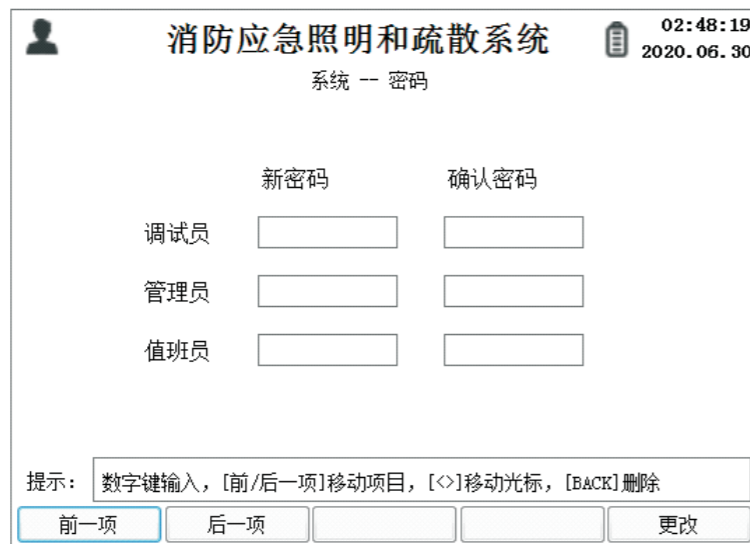 消防应急照明和疏散系统
02:48:19
2020.06.30
系统 -- 密码
新密码 确认密码
调试员
管理员
值班员
提示： 数字键输入，[前/后一项]移动项目，[<>]移动光标，[BACK]删除
前一项 后一项 更改